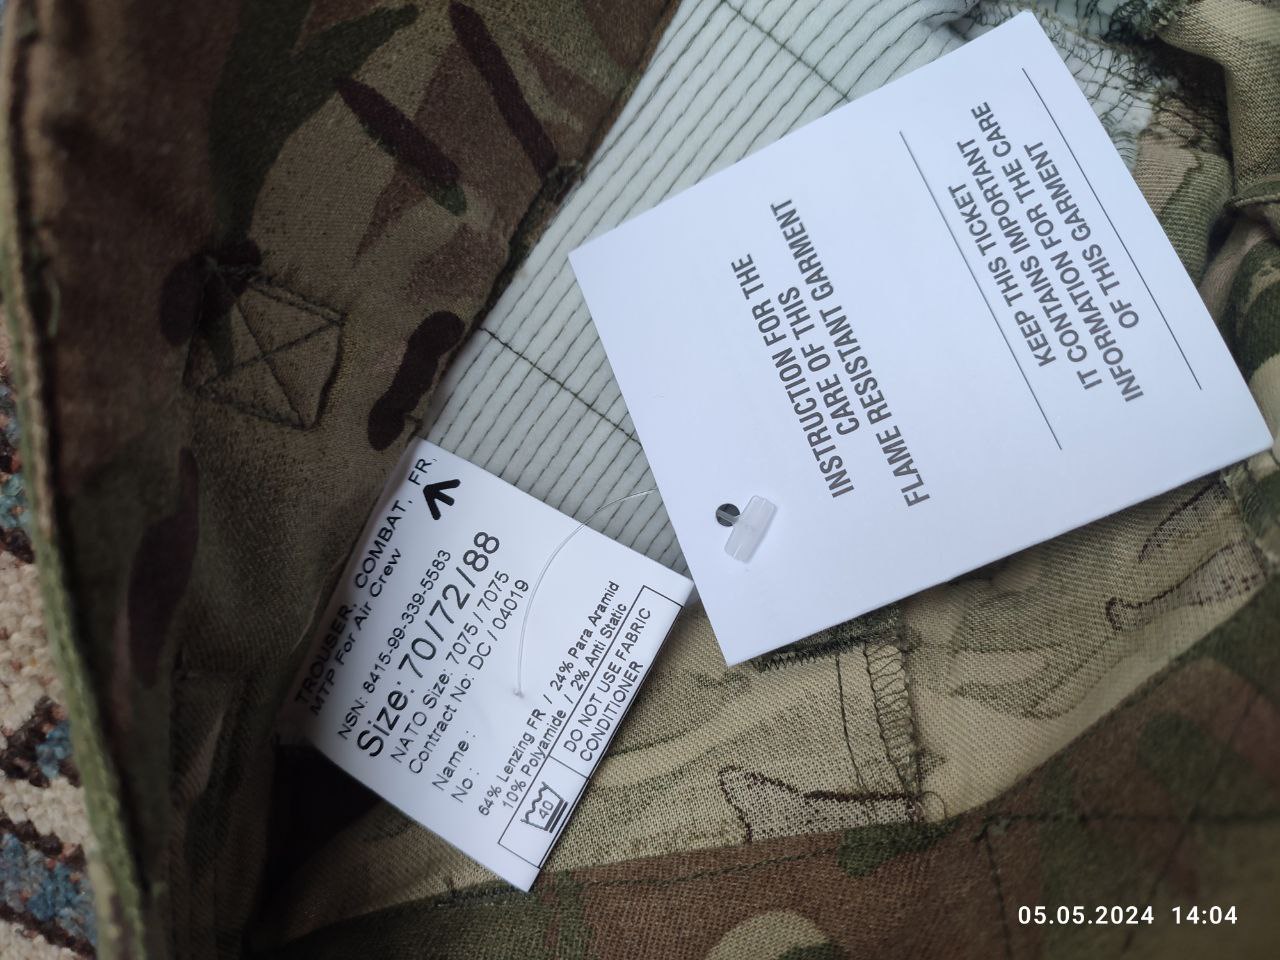 TROUSER, COMBAT, FR,
MTP For Air Crew
NSN: 8415-99-339-5583
Size: 70/72/88
NATO Size: 7075 / 7075
Contract No: DC / 04019
Name :
No :
64% Lenzing FR // 24% Para Aramid
10% Polyamide / 2% Anti Static
40
DO NOT USE FABRIC
CONDITIONER
INSTRUCTION FOR THE
CARE OF THIS
FLAME RESISTANT GARMENT
KEEP THIS TICKET
IT CONTAINS IMPORTANT
INFORMATION FOR THE CARE
OF THIS GARMENT
05.05.2024 14:04